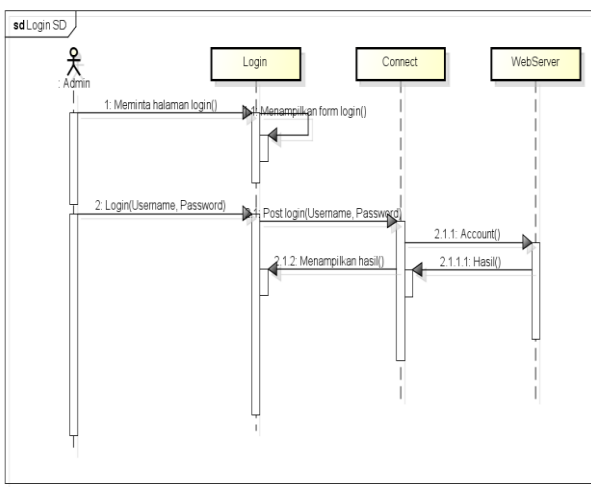 sd Login SD
Login
Connect
WebServer
: Admin
1: Meminta halaman login()
1: Menampilkan form login()
2: Login(Username, Password)
1: Post login(Username, Password)
2.1.1: Account()
2.1.2: Menampilkan hasil()
2.1.1.1: Hasil()